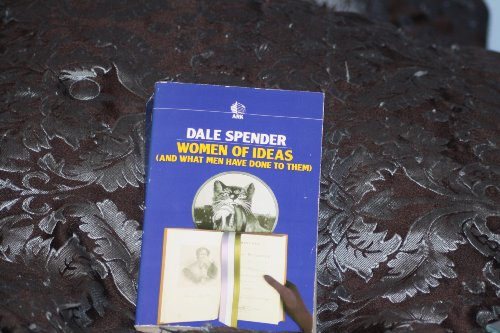 ARK
DALE SPENDER
WOMEN OF IDEAS
(AND WHAT MEN HAVE DONE TO THEM)